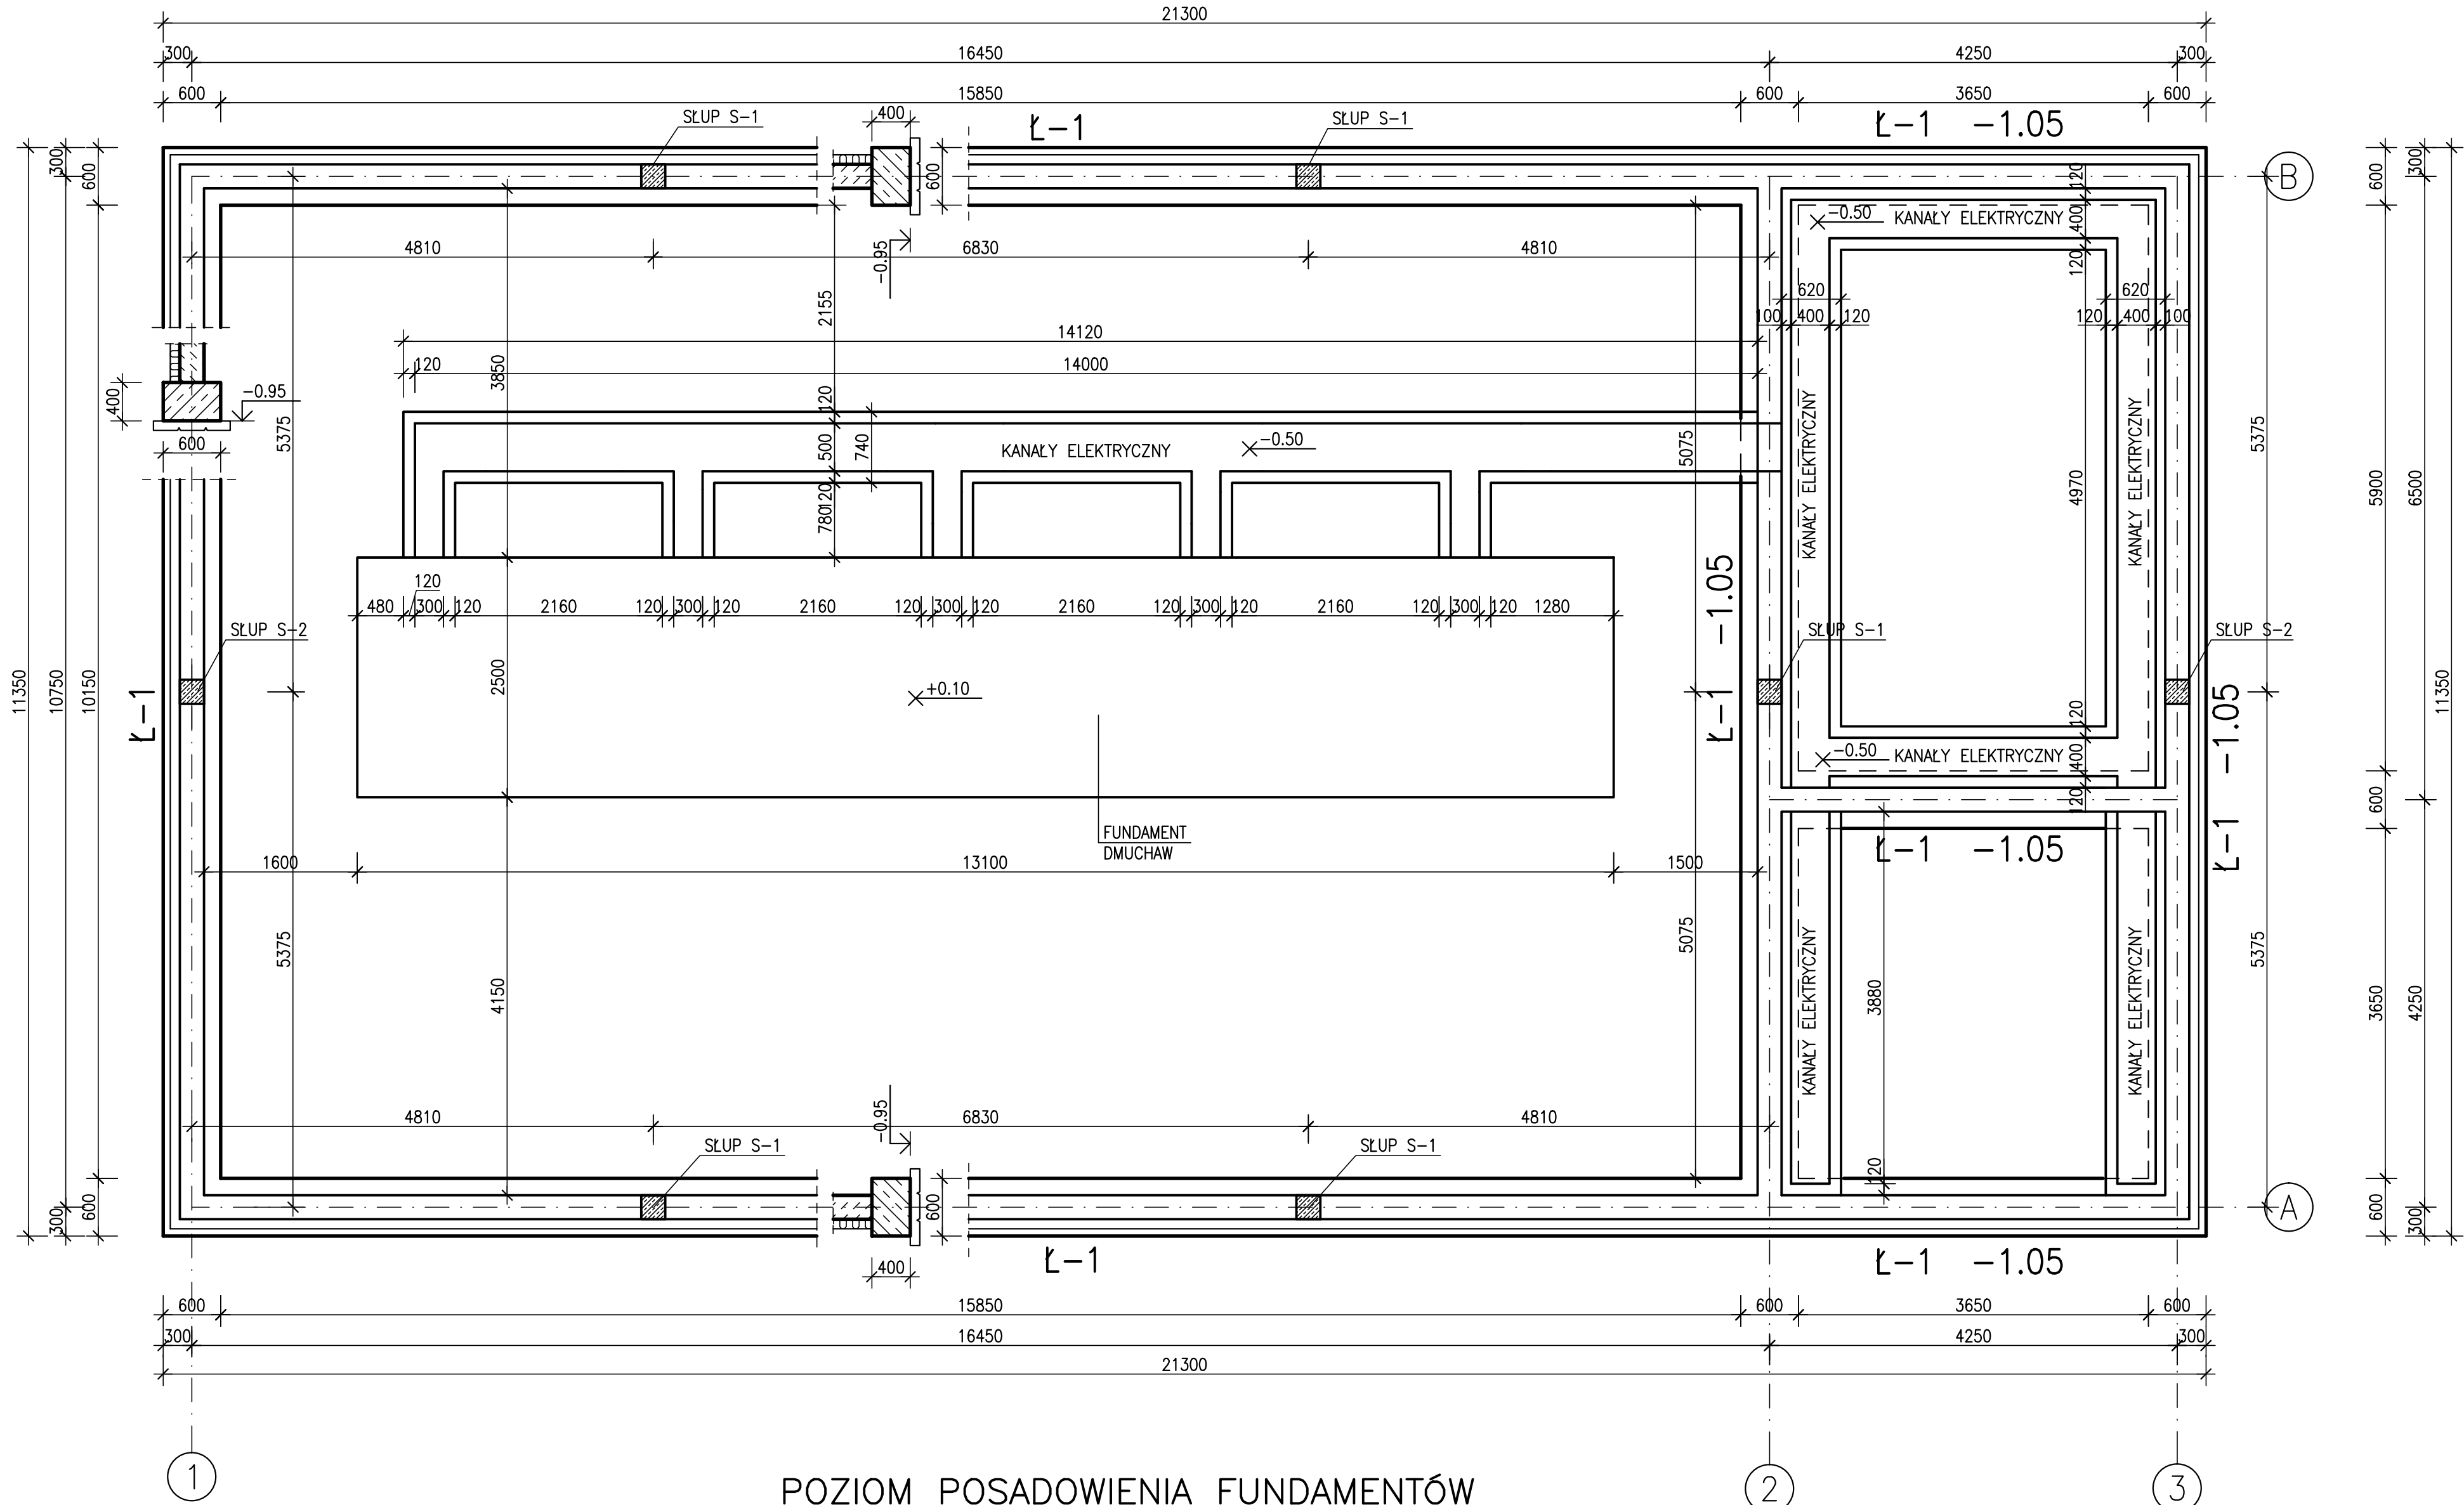 21300
300 16450 4250 300
600 15850 600 3650 600
SŁUP S-1 400 Ł-1 SŁUP S-1 Ł-1 -1.05
300 600 600 120 600 300 B
-0.50 KANAŁY ELEKTRYCZNY 400
4810 -0.95 6830 4810 120
2155 620 620
100 400 120 120 400 100
14120
3850 120 14000
400 -0.95 120
600 5375 500 740 KANAŁY ELEKTRYCZNY -0.50 5075 KANAŁY ELEKTRYCZNY 4970 KANAŁY ELEKTRYCZNY 5375
120 5900 6500
780
120
480 300 120 2160 120 300 120 2160 120 300 120 2160 120 300 120 2160 120 300 120 1280
SŁUP S-2 Ł-1 -1.05 SŁUP S-1 SŁUP S-2
11350 10750 10150 Ł-1 2500 +0.10 120 Ł-1 -1.05 11350
-0.50 KANAŁY ELEKTRYCZNY 400
120 600
FUNDAMENT
DMUCHAW
Ł-1 -1.05
1600 13100 1500
5375 4150 5075 KANAŁY ELEKTRYCZNY 3880 KANAŁY ELEKTRYCZNY 5375 3650 4250
4810 -0.95 6830 4810
SŁUP S-1 SŁUP S-1
120
300 600 600 600 300 A
400 Ł-1 Ł-1 -1.05
600 15850 600 3650 600
300 16450 4250 300
21300
1 2 3
POZIOM POSADOWIENIA FUNDAMENTÓW